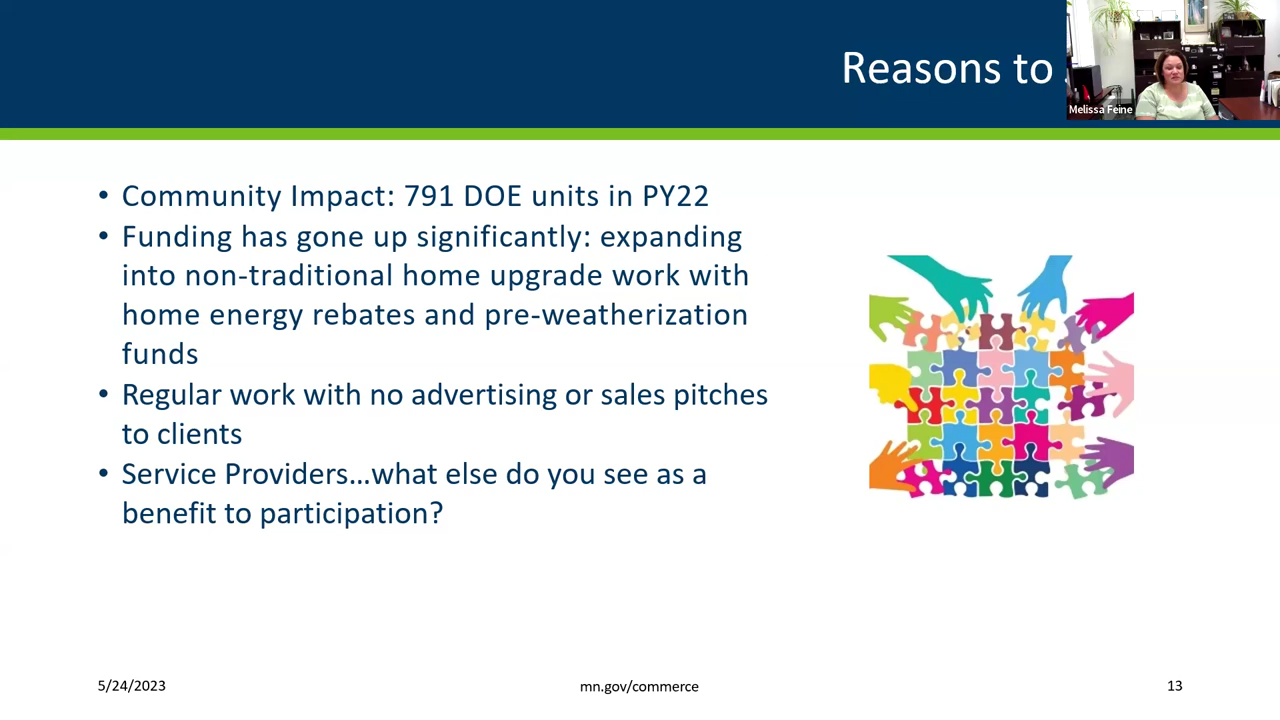 Reasons to
Melissa Feine
• Community Impact: 791 DOE units in PY22
• Funding has gone up significantly: expanding
into non-traditional home upgrade work with
home energy rebates and pre-weatherization
funds
• Regular work with no advertising or sales pitches
to clients
• Service Providers…what else do you see as a
benefit to participation?
5/24/2023
mn.gov/commerce
13